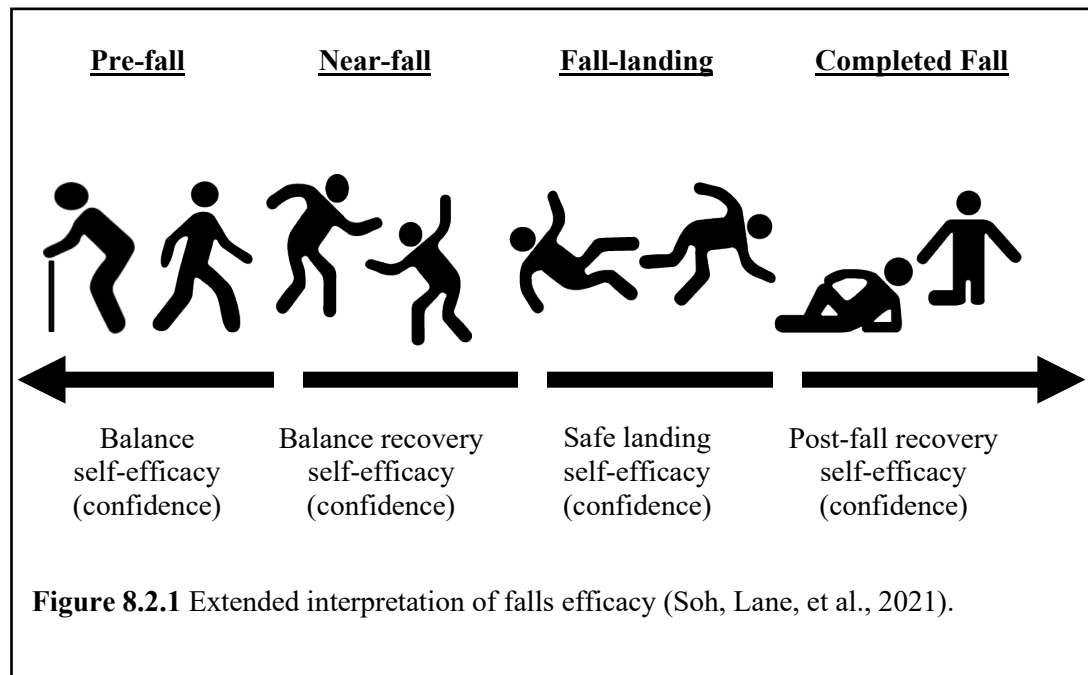 Pre-fall
Near-fall
Fall-landing
Completed Fall
Balance
self-efficacy
(confidence)
Balance recovery
self-efficacy
(confidence)
Safe landing
self-efficacy
(confidence)
Post-fall recovery
self-efficacy
(confidence)
Figure 8.2.1 Extended interpretation of falls efficacy (Soh, Lane, et al., 2021).